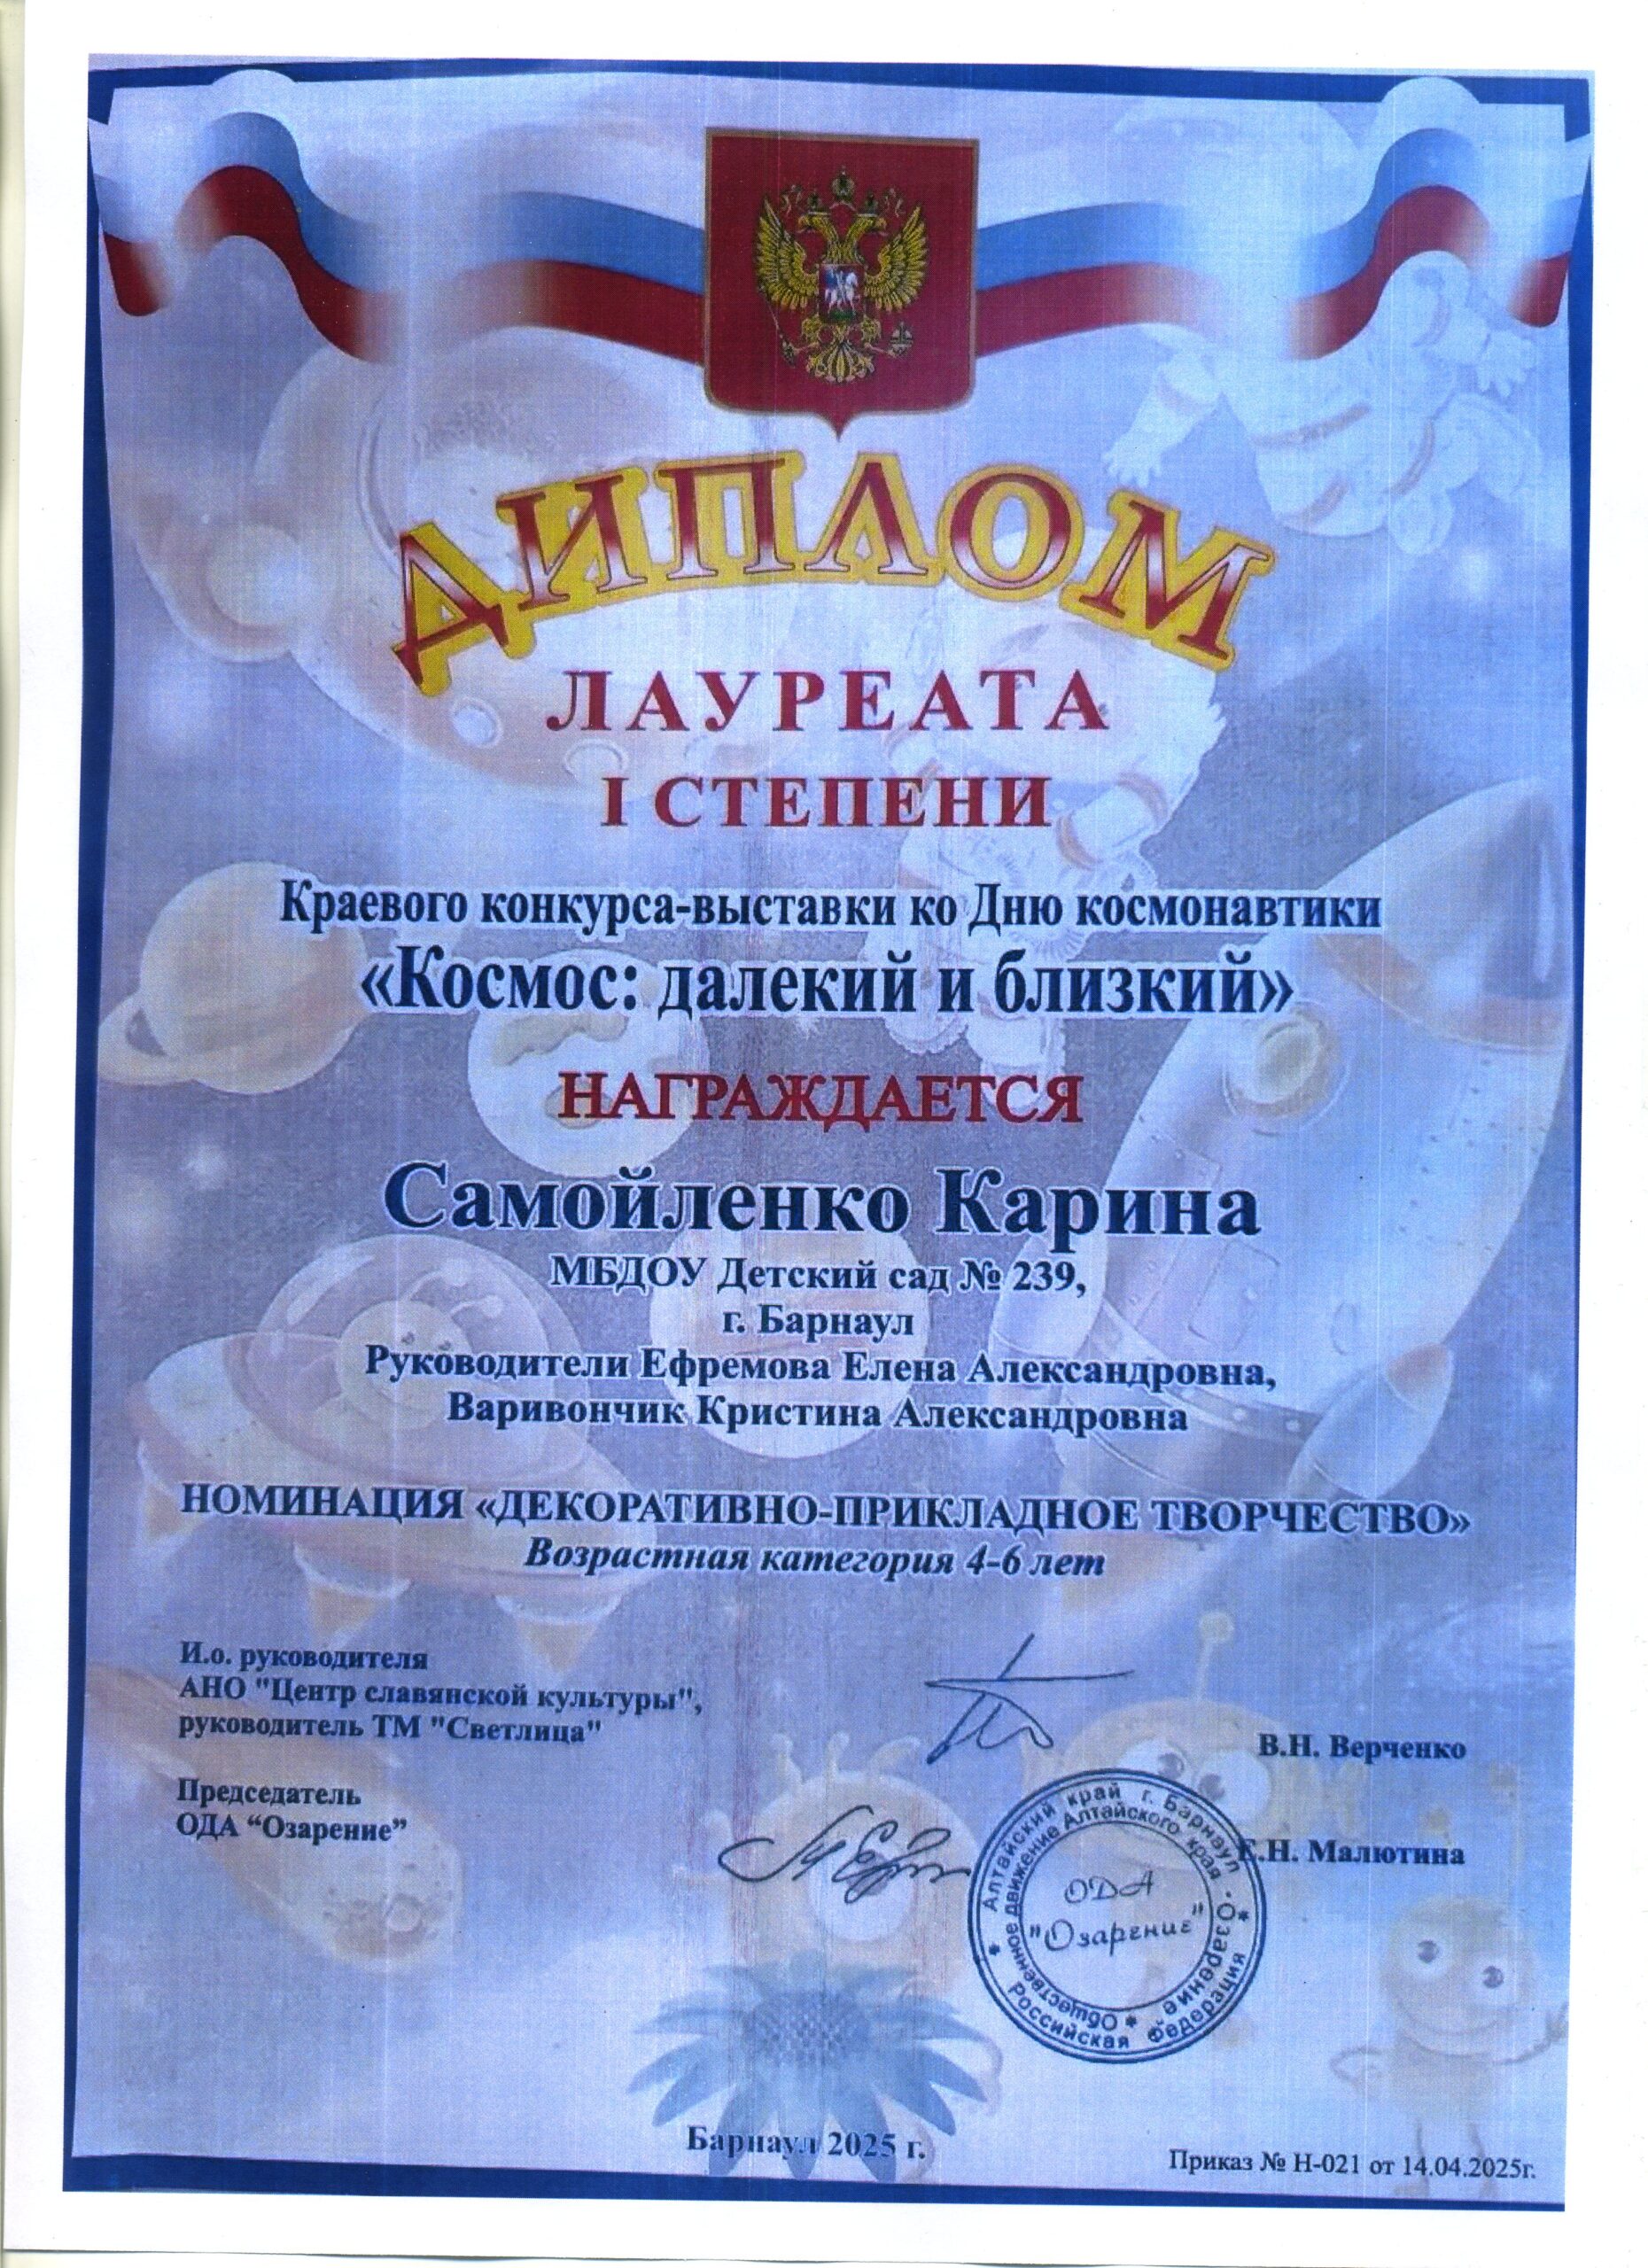 ДИПЛОМ
ЛАУРЕАТА
I СТЕПЕНИ
Краевого конкурса-выставки ко Дню космонавтики
«Космос: далекий и близкий»
НАГРАЖДАЕТСЯ
Самойленко Карина
МБДОУ Детский сад № 239,
г. Барнаул
Руководители Ефремова Елена Александровна,
Варивончик Кристина Александровна
НОМИНАЦИЯ «ДЕКОРАТИВНО-ПРИКЛАДНОЕ ТВОРЧЕСТВО»
Возрастная категория 4-6 лет
И.о. руководителя
АНО "Центр славянской культуры",
руководитель ТМ "Светлица"
В.Н. Верченко
Председатель
ОДА “Озарение”
Е.Н. Малютина
Алтайский край г. Барнаул
Российская Федерация
Общественное движение Алтайского края "Озарение"
ОДА
"Озарение"
Барнаул 2025 г.
Приказ № Н-021 от 14.04.2025г.